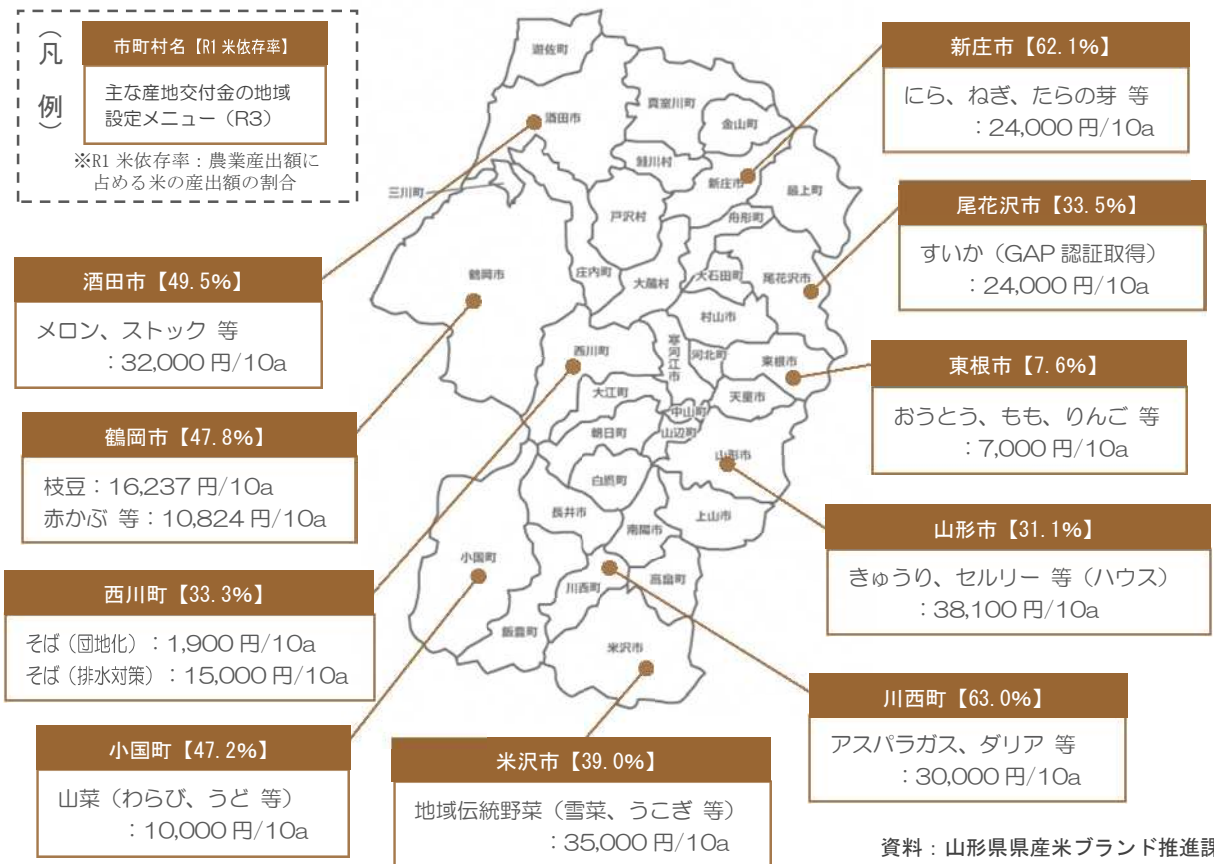 (凡例)
市町村名【R1 米依存率】
主な産地交付金の地域
設定メニュー（R3）
※R1 米依存率：農業産出額に
占める米の産出額の割合
新庄市【62.1%】
にら、ねぎ、たらの芽 等
：24,000 円/10a
尾花沢市【33.5%】
すいか（GAP 認証取得）
：24,000 円/10a
酒田市【49.5%】
メロン、ストック 等
：32,000 円/10a
東根市【7.6%】
おうとう、もも、りんご 等
：7,000 円/10a
鶴岡市【47.8%】
枝豆：16,237 円/10a
赤かぶ 等：10,824 円/10a
山形市【31.1%】
きゅうり、セルリー 等（ハウス）
：38,100 円/10a
西川町【33.3%】
そば（団地化）：1,900 円/10a
そば（排水対策）：15,000 円/10a
川西町【63.0%】
アスパラガス、ダリア 等
：30,000 円/10a
小国町【47.2%】
山菜（わらび、うど 等）
：10,000 円/10a
米沢市【39.0%】
地域伝統野菜（雪菜、うこぎ 等）
：35,000 円/10a
遊佐町
真室川町
酒田市
金山町
鮭川村
三川町
新庄市
最上町
戸沢村
舟形町
鶴岡市
庄内町
大蔵村
大石田町
尾花沢市
村山市
西川町
寒河江市
河北町
東根市
大江町
天童市
中山町
朝日町
山辺町
山形市
白鷹町
長井市
南陽市
上山市
小国町
川西町
高畠町
飯豊町
米沢市
資料：山形県県産米ブランド推進課